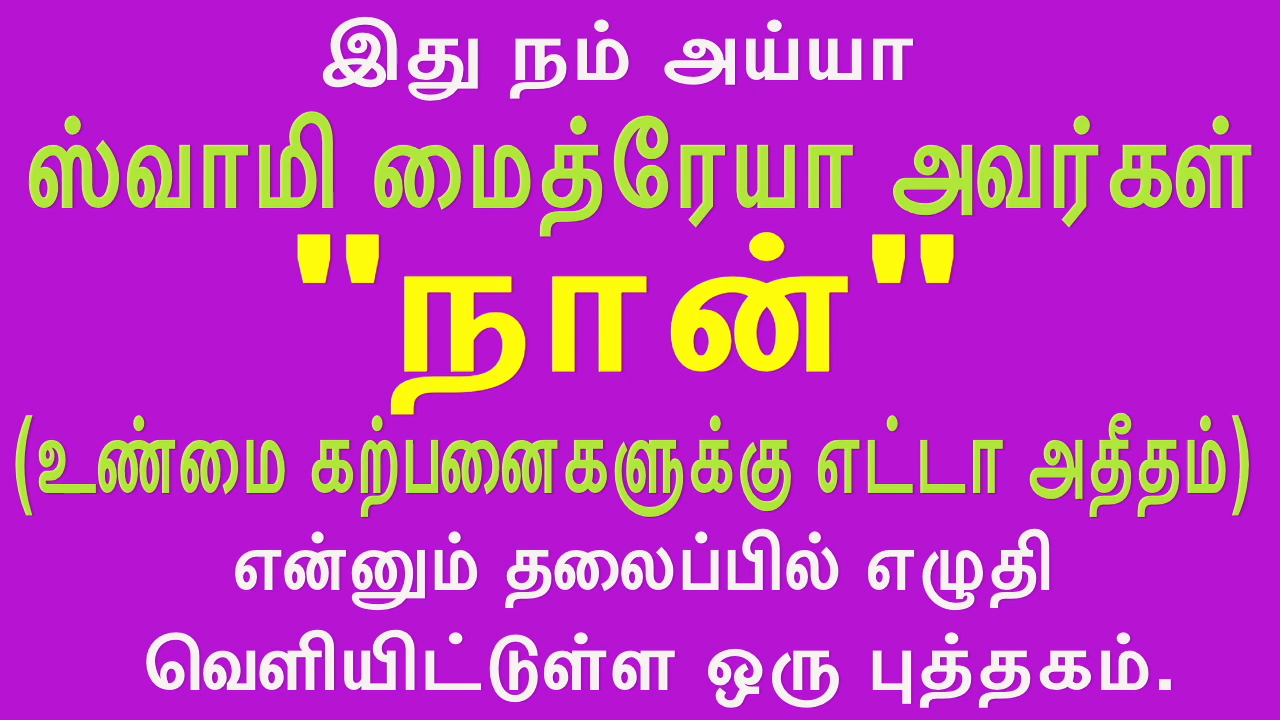 இது நம் அய்யா
ஸ்வாமி மைத்ரேயா அவர்கள்
"நான்"
(உண்மை கற்பனைகளுக்கு எட்டா அதீதம்)
என்னும் தலைப்பில் எழுதி
வெளியிட்டுள்ள ஒரு புத்தகம்.